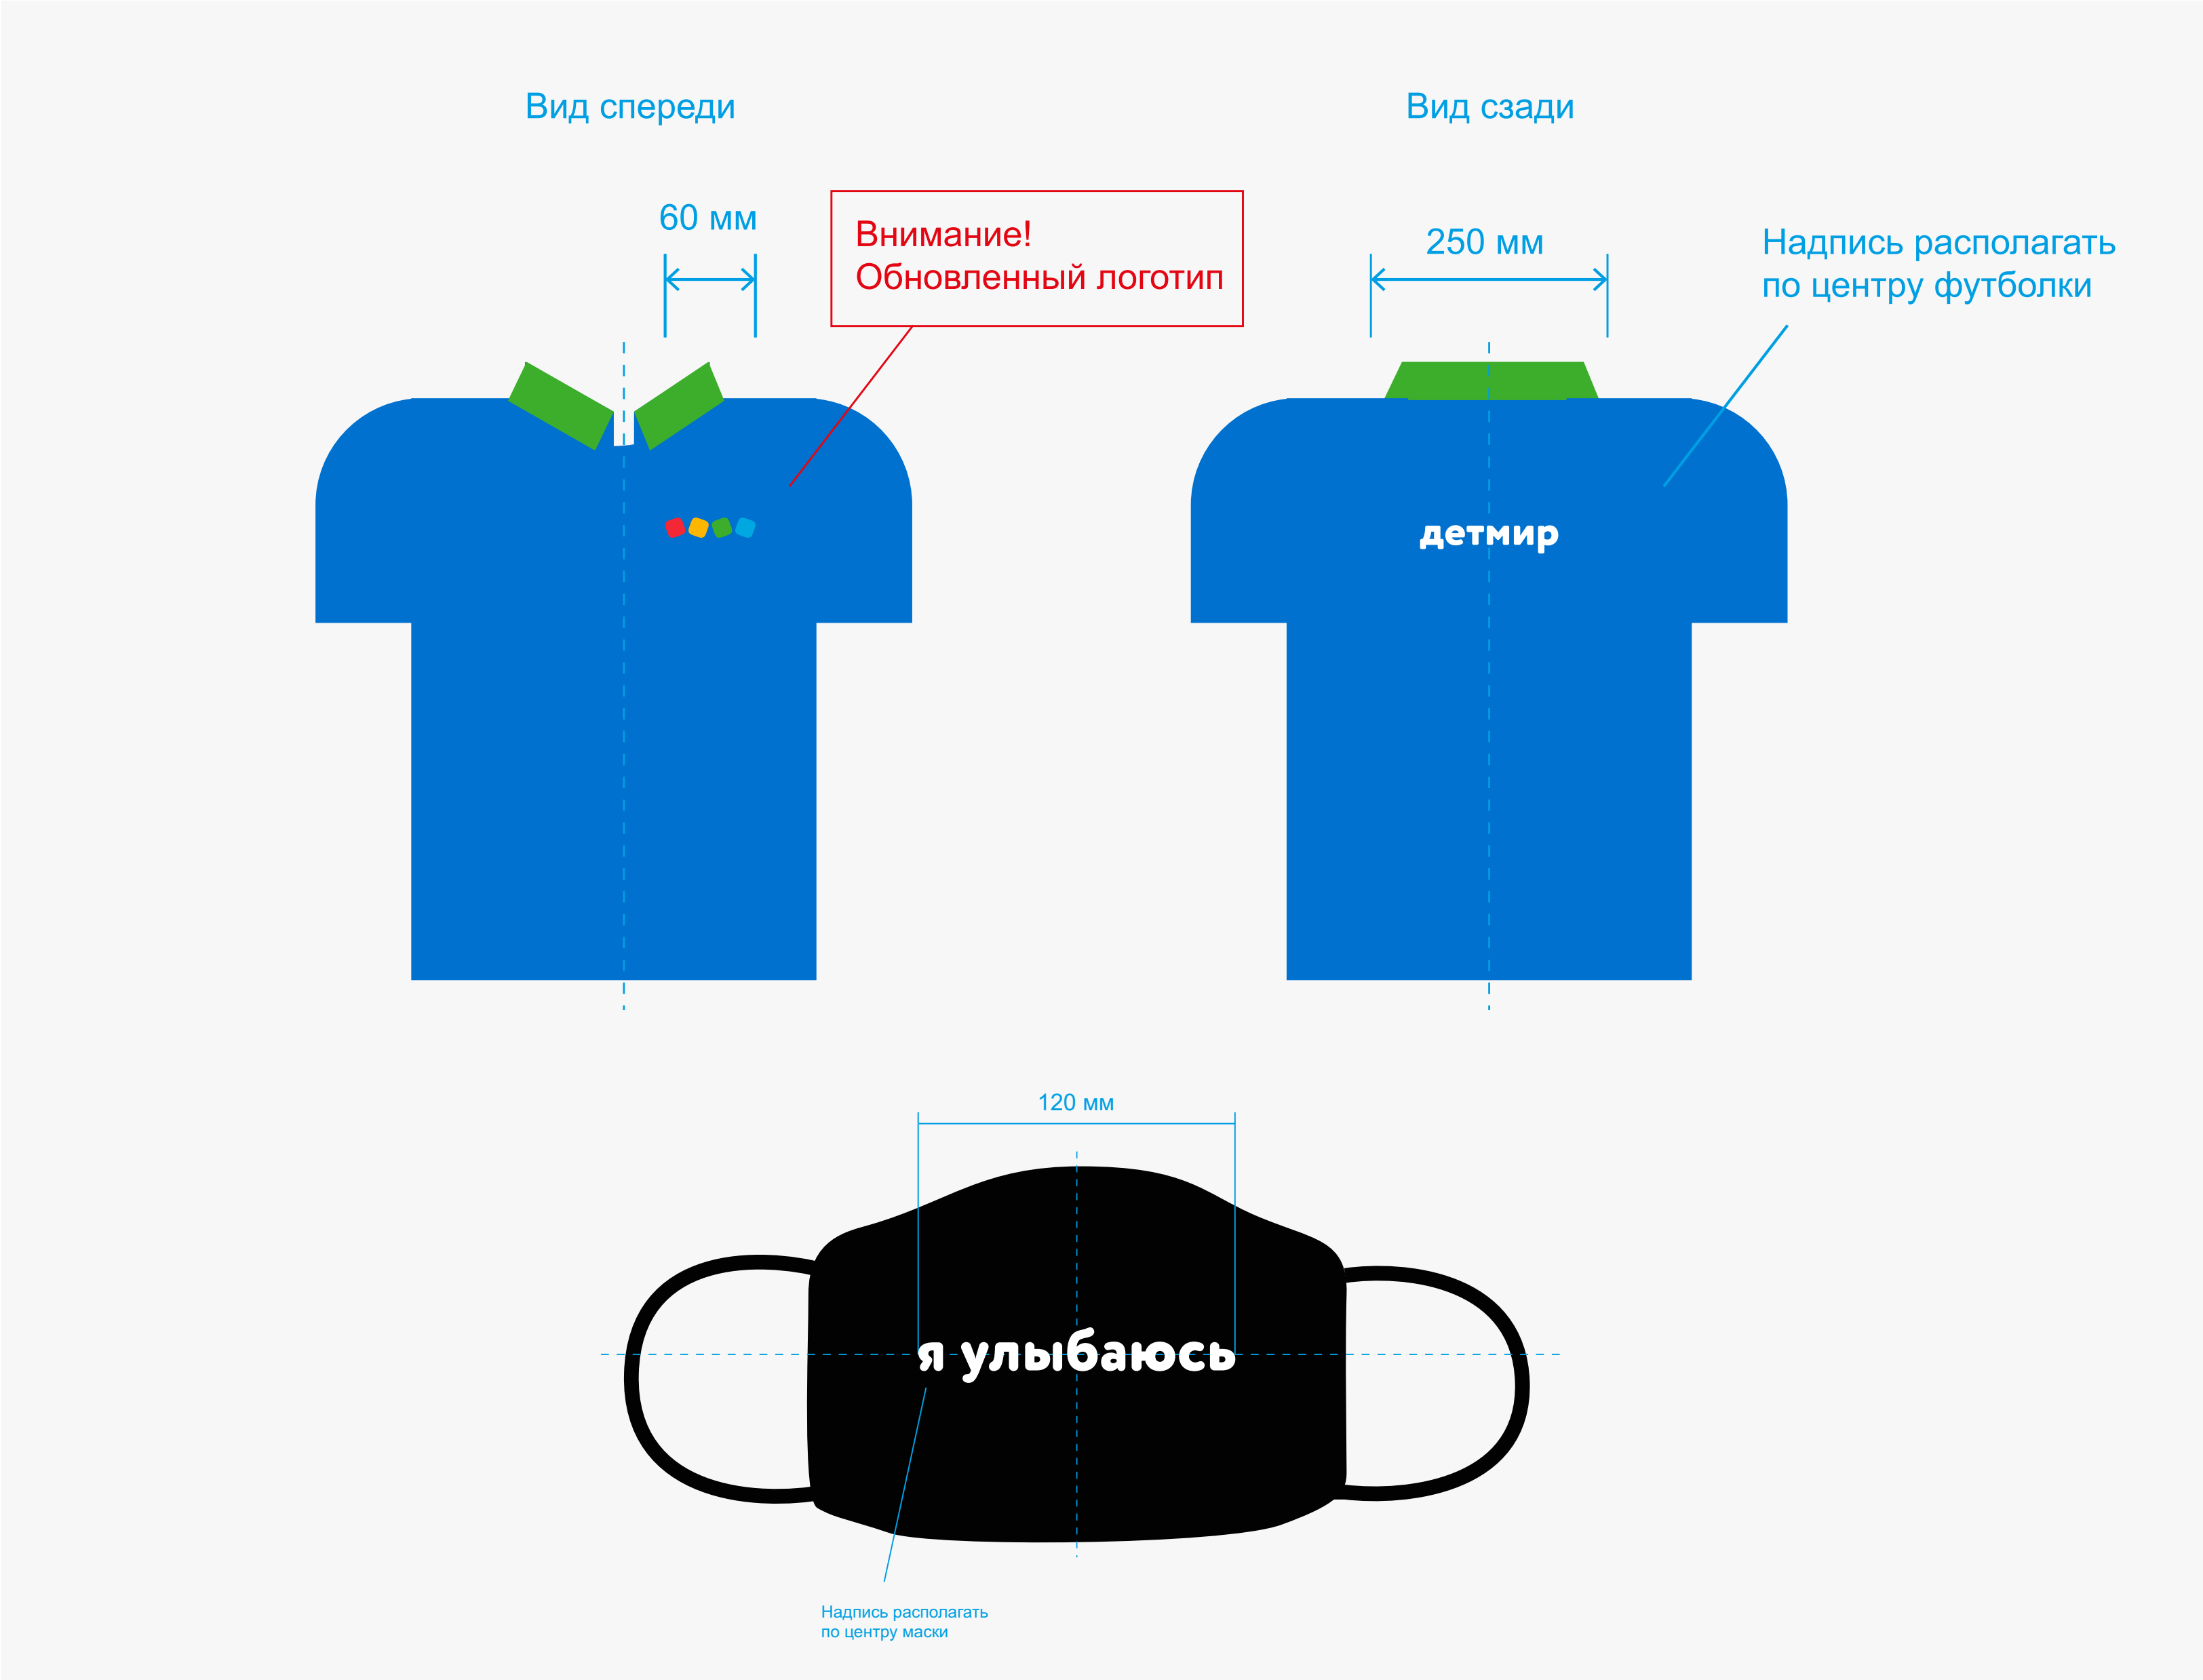 Вид спереди
Вид сзади
60 мм
Внимание!
Обновленный логотип
250 мм
Надпись располагать
по центру футболки
детмир
120 мм
я улыбаюсь
Надпись располагать
по центру маски